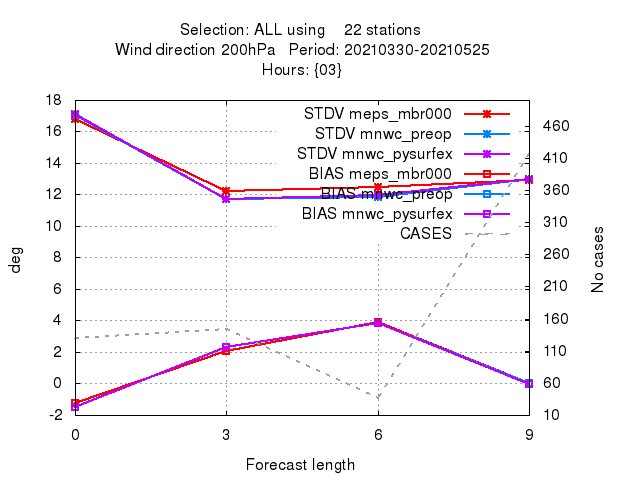 Selection: ALL using 22 stations
Wind direction 200hPa Period: 20210330-20210525
Hours: {03}
STDV meps_mbr000
STDV mnwc_preop
STDV mnwc_pysurfex
BIAS meps_mbr000
BIAS mnwc_preop
BIAS mnwc_pysurfex
CASES
18
16
14
12
10
8
6
4
2
0
-2
deg
460
410
360
310
260
210
160
110
60
10
No cases
0 3 6 9
Forecast length